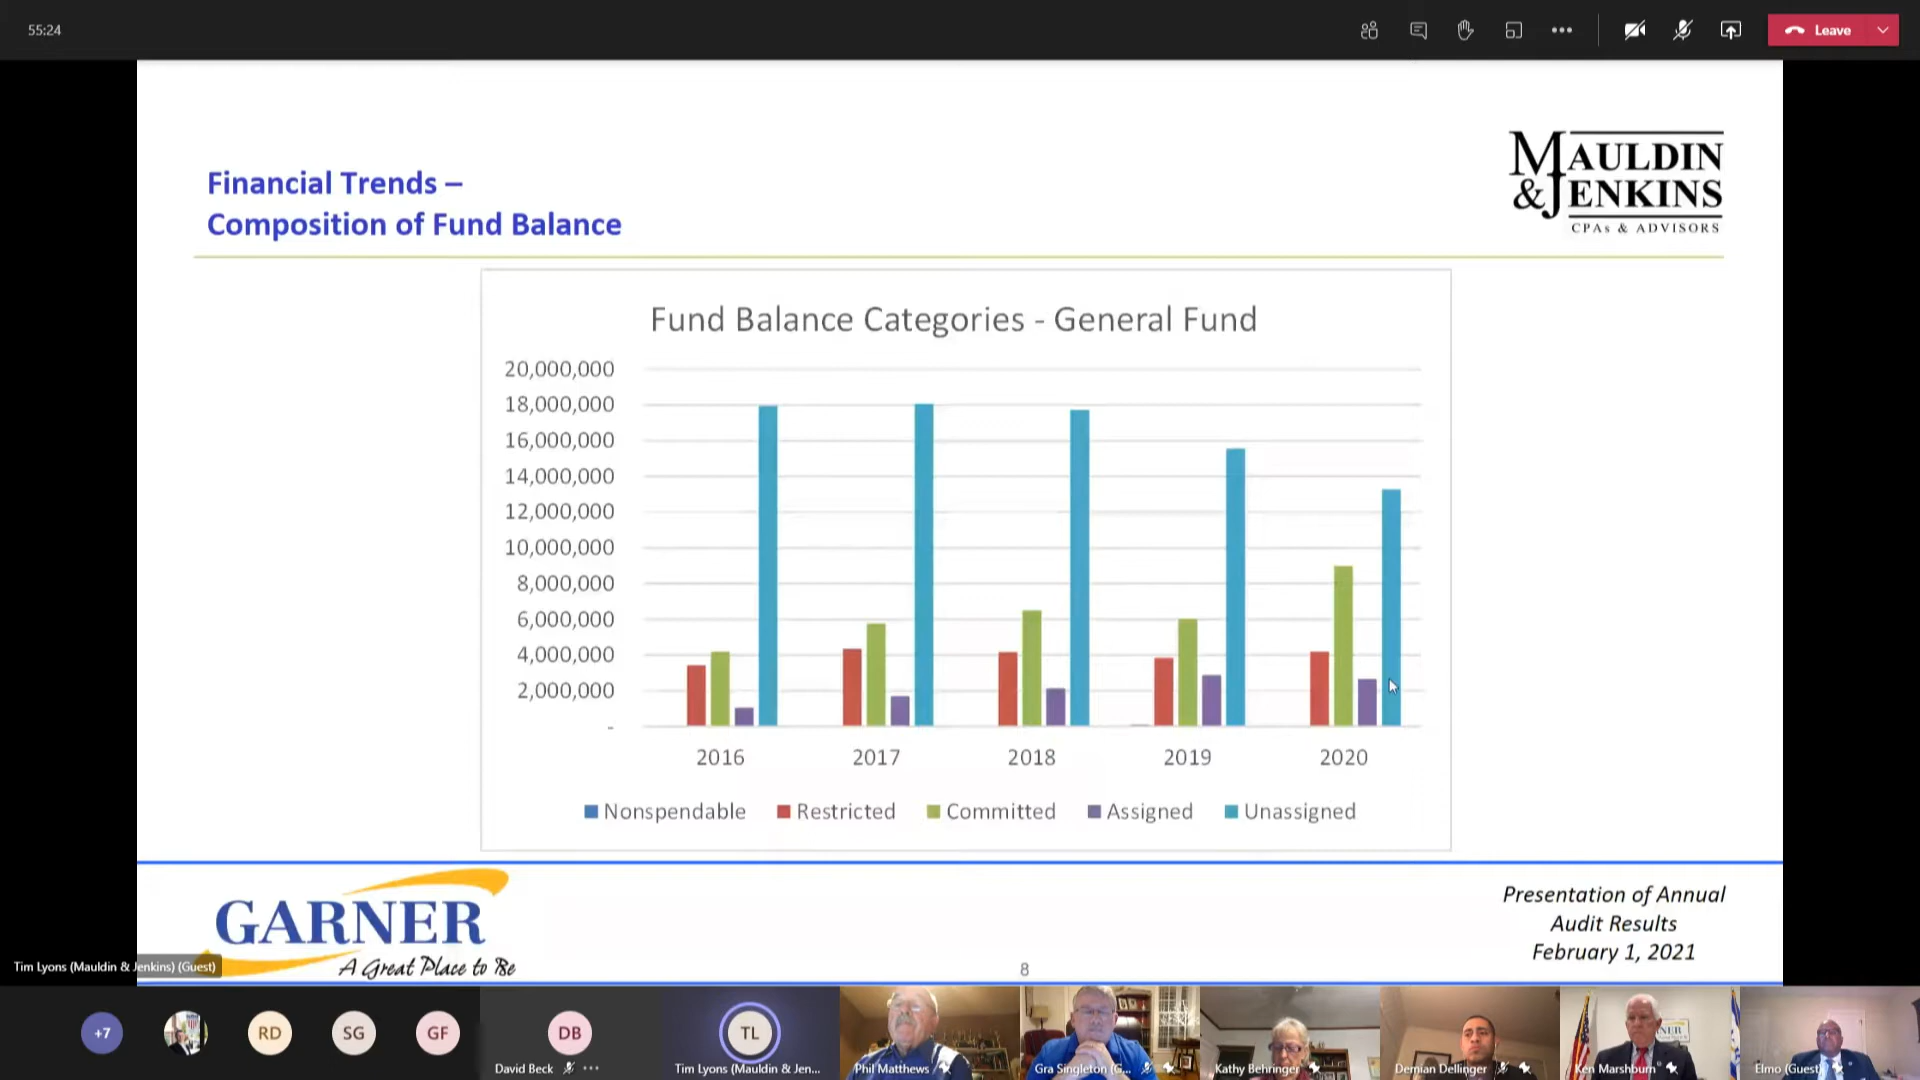 55:24
Leave
Financial Trends –
Composition of Fund Balance
MAULDIN
& JENKINS
CPAs & ADVISORS
Fund Balance Categories - General Fund
20,000,000
18,000,000
16,000,000
14,000,000
12,000,000
10,000,000
8,000,000
6,000,000
4,000,000
2,000,000
-
2016 2017 2018 2019 2020
Nonspendable Restricted Committed Assigned Unassigned
GARNER
A Great Place to Be
8
Presentation of Annual
Audit Results
February 1, 2021
Tim Lyons (Mauldin & Jenkins) (Guest)
+7 RD SG GF DB TL
David Beck Tim Lyons (Mauldin & Jen... Phil Matthews Gra Singleton (G... Kathy Behringer Demian Dellinger Ken Marshburn Elmo (Guest)